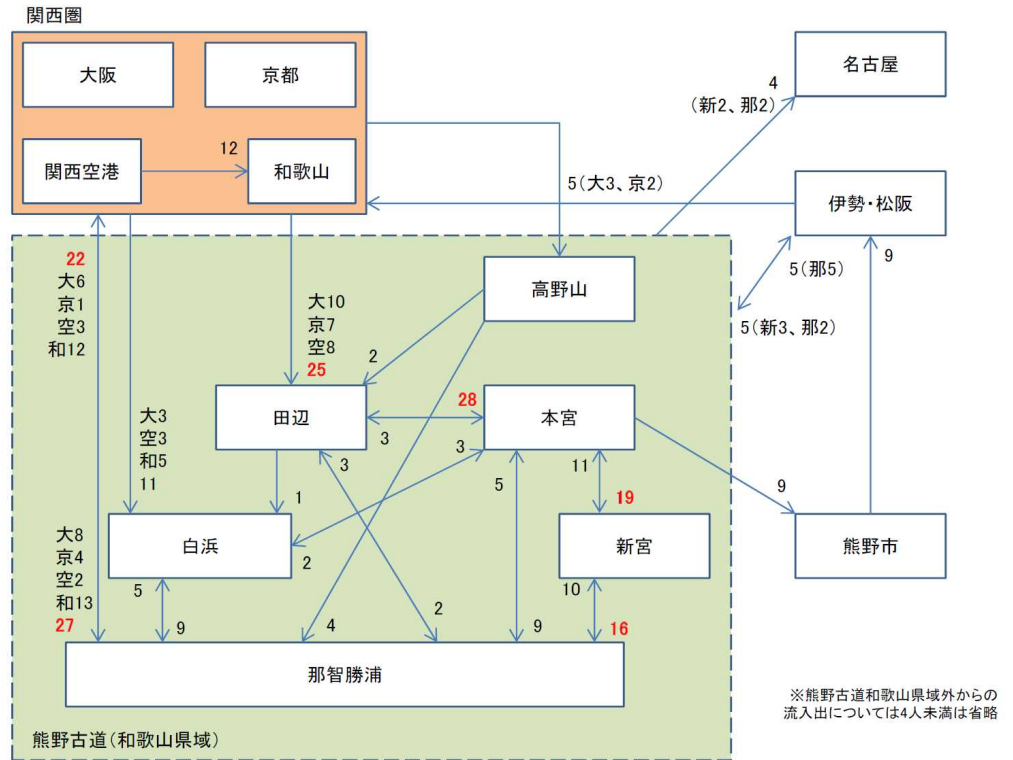 関西圏
大阪
京都
名古屋
4
(新2、那2)
関西空港
12
和歌山
5(大3、京2)
伊勢・松阪
22
大6
京1
空3
和12
大10
京7
空8
25
高野山
5(那5)
9
5(新3、那2)
2
田辺
28
本宮
3
大3
空3
和5
11
3
3
5
11
9
1
19
白浜
2
新宮
熊野市
大8
京4
空2
和13
27
5
9
4
2
9
10
16
那智勝浦
※熊野古道和歌山県域外からの
流入出については4人未満は省略
熊野古道(和歌山県域)